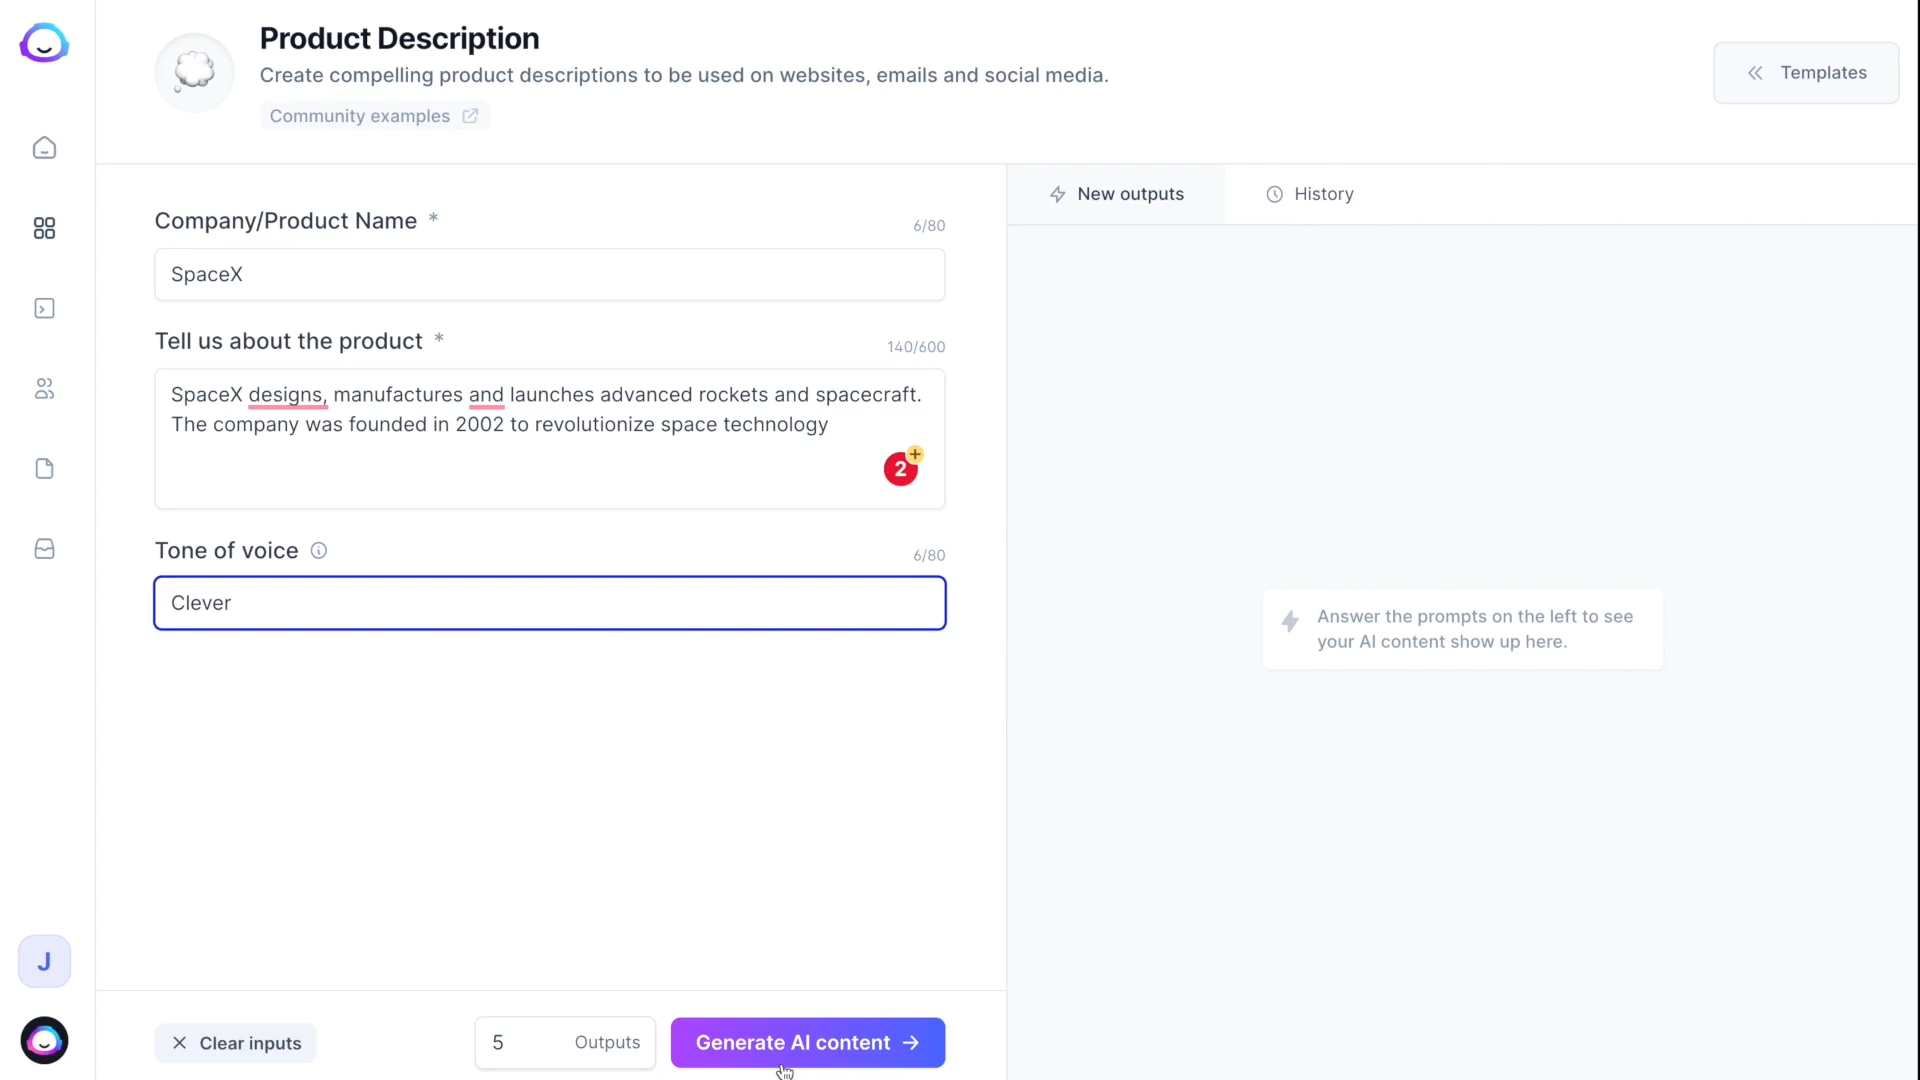 Product Description
Create compelling product descriptions to be used on websites, emails and social media.
Community examples
Templates
Company/Product Name *
6/80
SpaceX
Tell us about the product *
140/600
SpaceX designs, manufactures and launches advanced rockets and spacecraft.
The company was founded in 2002 to revolutionize space technology
2
+
Tone of voice
6/80
Clever
Clear inputs
5 Outputs
Generate AI content →
New outputs
History
Answer the prompts on the left to see
your AI content show up here.
J